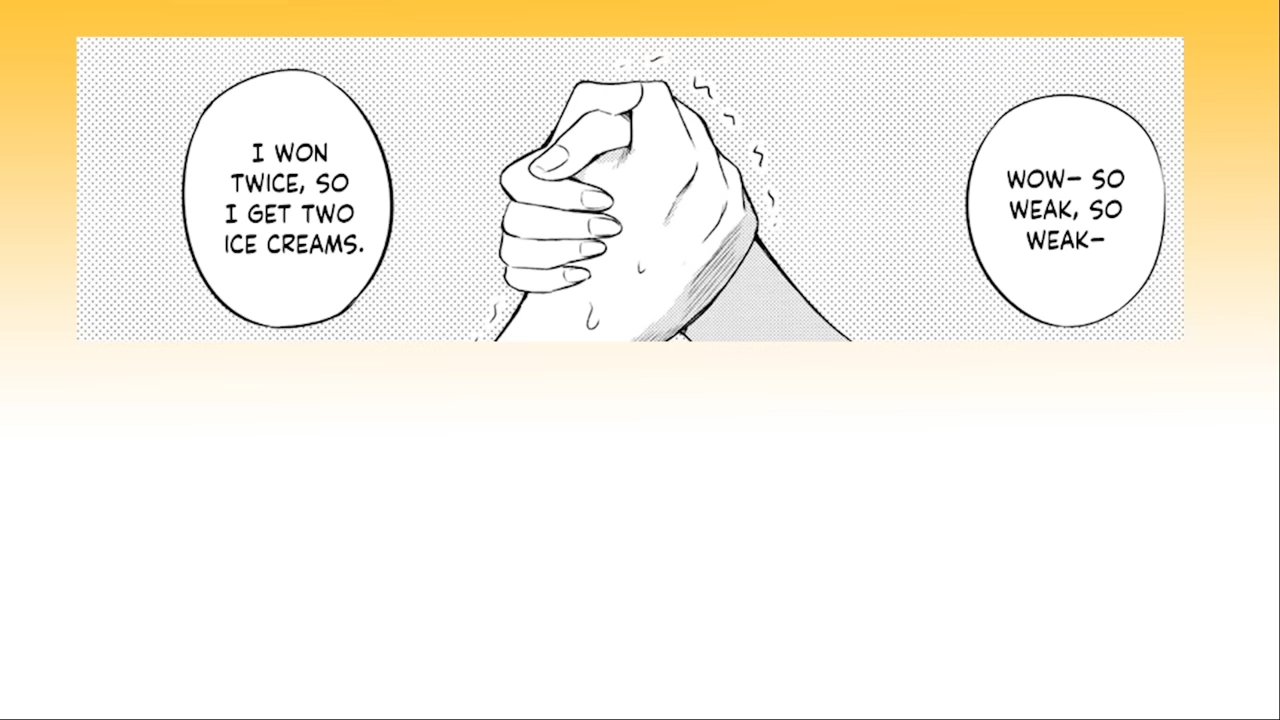 WOW- SO
WEAK, SO
WEAK-
I WON
TWICE, SO
I GET TWO
ICE CREAMS.